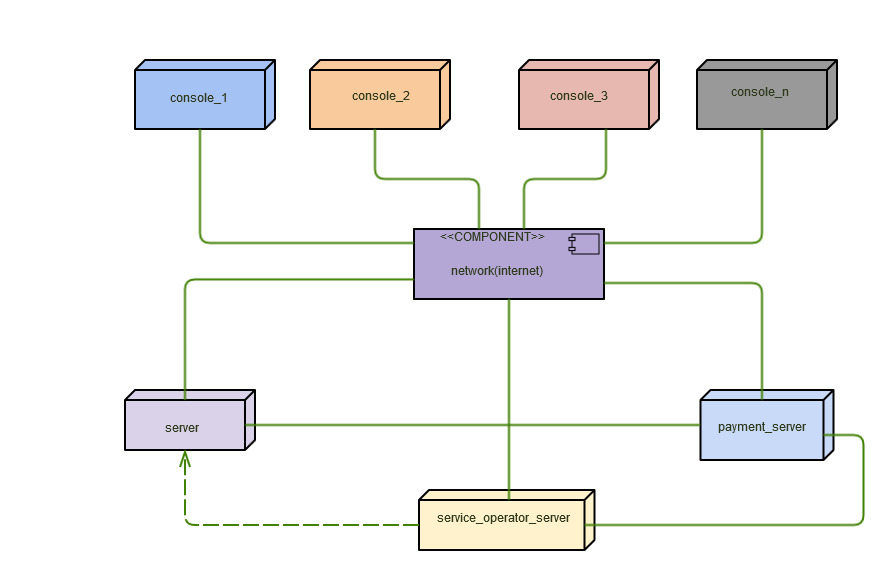 console_1
console_2
console_3
console_n
<<COMPONENT>>
network(internet)
server
payment_server
service_operator_server